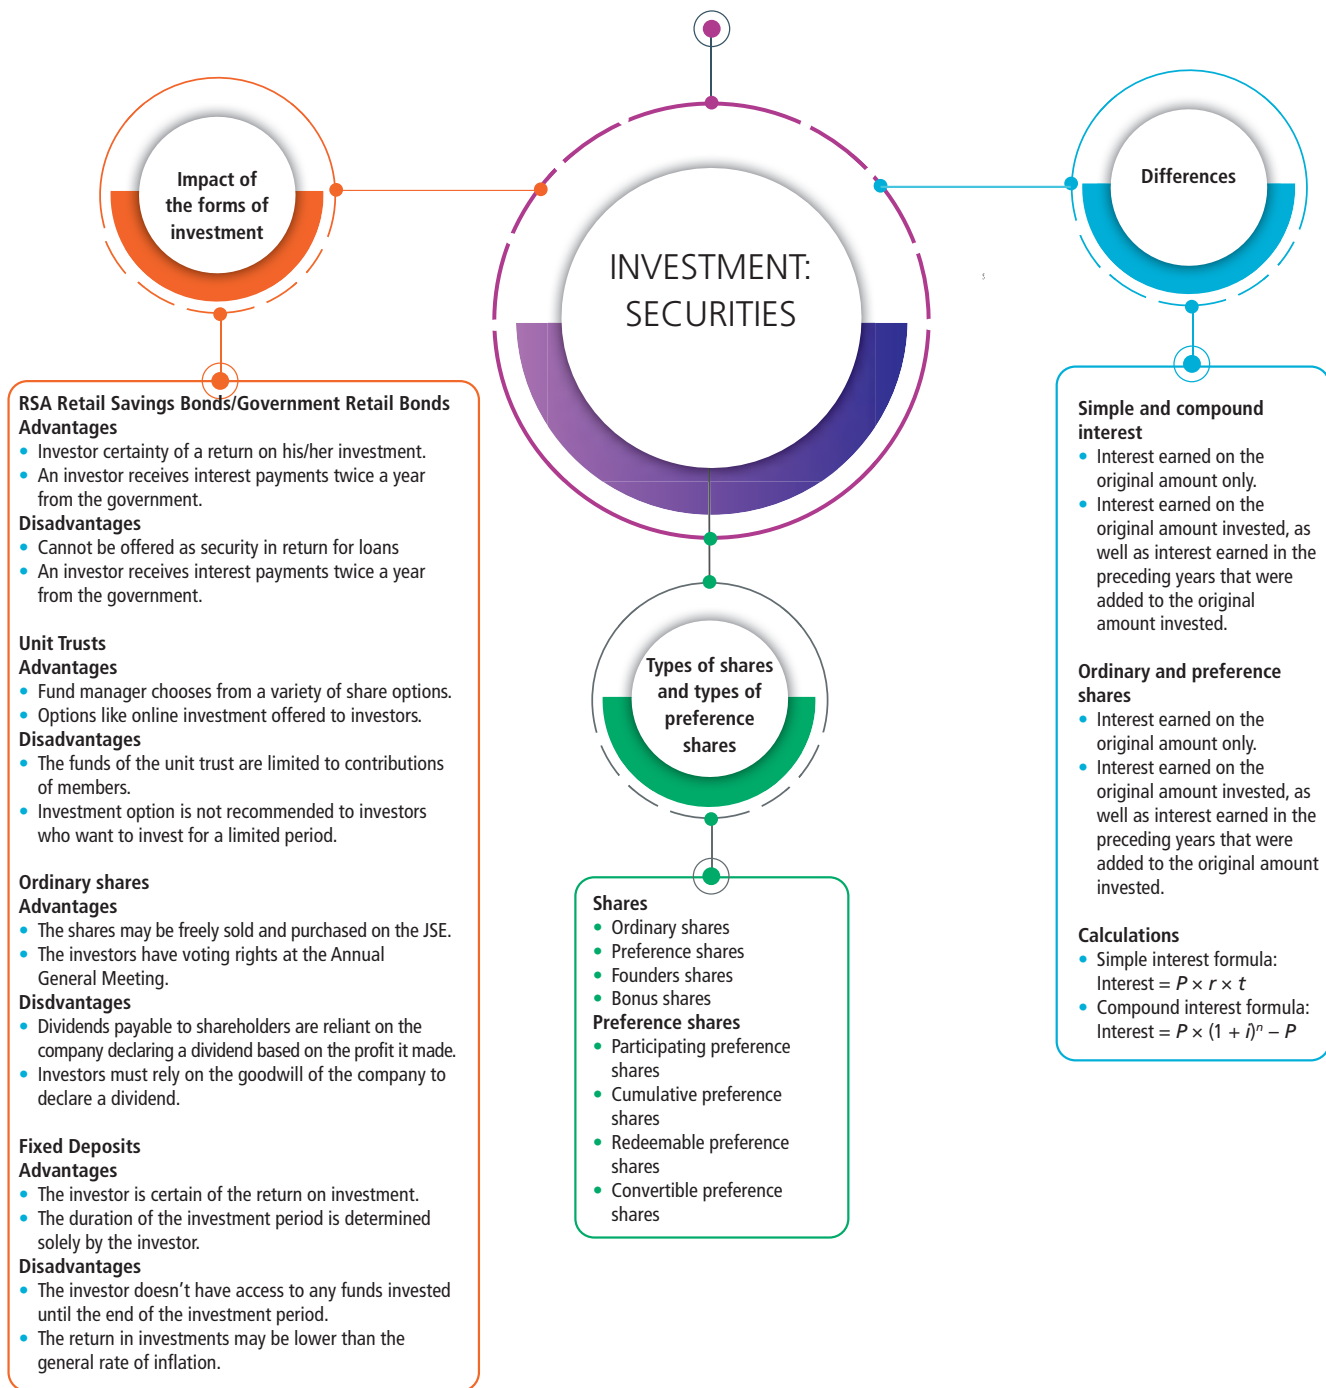 INVESTMENT:
SECURITIES
Impact of
the forms of
investment
RSA Retail Savings Bonds/Government Retail Bonds
Advantages
• Investor certainty of a return on his/her investment.
• An investor receives interest payments twice a year
from the government.
Disadvantages
• Cannot be offered as security in return for loans
• An investor receives interest payments twice a year
from the government.
Unit Trusts
Advantages
• Fund manager chooses from a variety of share options.
• Options like online investment offered to investors.
Disadvantages
• The funds of the unit trust are limited to contributions
of members.
• Investment option is not recommended to investors
who want to invest for a limited period.
Ordinary shares
Advantages
• The shares may be freely sold and purchased on the JSE.
• The investors have voting rights at the Annual
General Meeting.
Disdvantages
• Dividends payable to shareholders are reliant on the
company declaring a dividend based on the profit it made.
• Investors must rely on the goodwill of the company to
declare a dividend.
Fixed Deposits
Advantages
• The investor is certain of the return on investment.
• The duration of the investment period is determined
solely by the investor.
Disadvantages
• The investor doesn't have access to any funds invested
until the end of the investment period.
• The return in investments may be lower than the
general rate of inflation.
Types of shares
and types of
preference
shares
Shares
• Ordinary shares
• Preference shares
• Founders shares
• Bonus shares
Preference shares
• Participating preference
shares
• Cumulative preference
shares
• Redeemable preference
shares
• Convertible preference
shares
Differences
Simple and compound
interest
• Interest earned on the
original amount only.
• Interest earned on the
original amount invested, as
well as interest earned in the
preceding years that were
added to the original
amount invested.
Ordinary and preference
shares
• Interest earned on the
original amount only.
• Interest earned on the
original amount invested, as
well as interest earned in the
preceding years that were
added to the original amount
invested.
Calculations
• Simple interest formula:
Interest = P × r × t
• Compound interest formula:
Interest = P × (1 + i)ⁿ − P